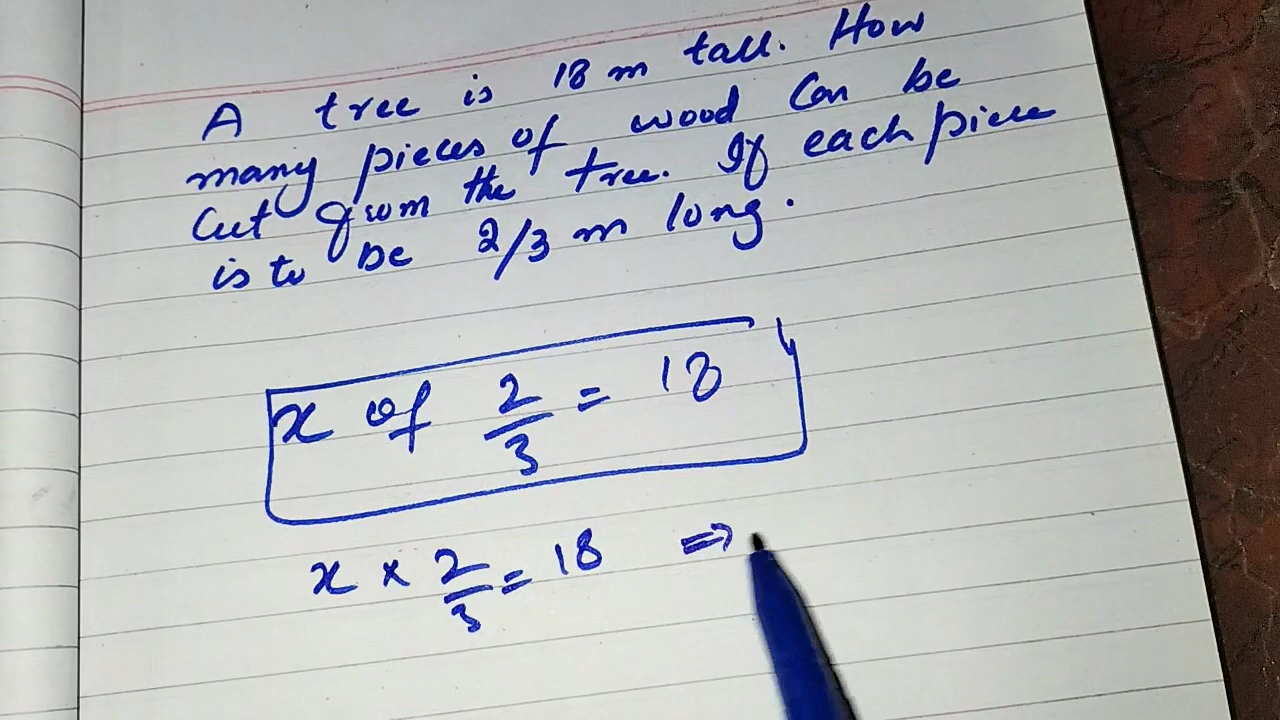 A tree is 18 m tall. How
many pieces of wood Can be
Cut from the tree. If each piece
is to be 2/3 m long.
x of 2/3 = 18
x × 2/3 = 18 ⇒